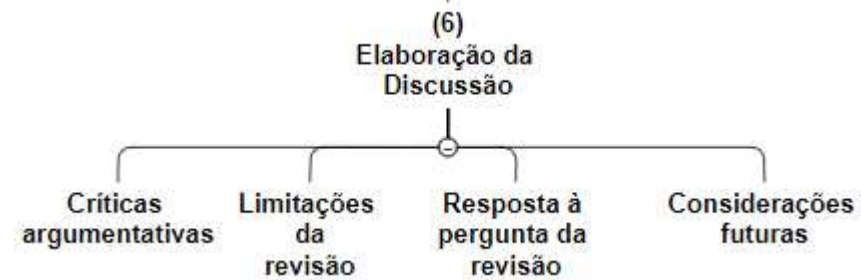 (6)
Elaboração da
Discussão
Críticas
argumentativas
Limitações
da
revisão
Resposta à
pergunta da
revisão
Considerações
futuras